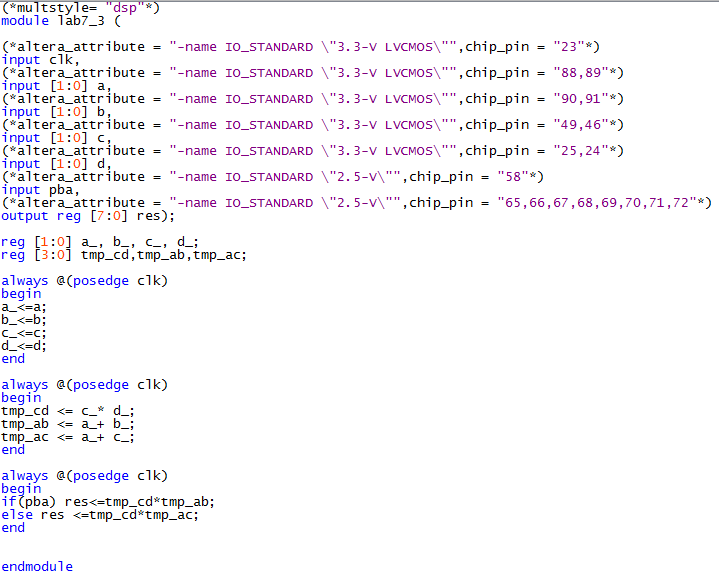 (*multstyle= "dsp"*)
module lab7_3 (
(*altera_attribute = "-name IO_STANDARD \"3.3-V LVCMOS\"",chip_pin = "23"*)
input clk,
(*altera_attribute = "-name IO_STANDARD \"3.3-V LVCMOS\"",chip_pin = "88,89"*)
input [1:0] a,
(*altera_attribute = "-name IO_STANDARD \"3.3-V LVCMOS\"",chip_pin = "90,91"*)
input [1:0] b,
(*altera_attribute = "-name IO_STANDARD \"3.3-V LVCMOS\"",chip_pin = "49,46"*)
input [1:0] c,
(*altera_attribute = "-name IO_STANDARD \"3.3-V LVCMOS\"",chip_pin = "25,24"*)
input [1:0] d,
(*altera_attribute = "-name IO_STANDARD \"2.5-V\"",chip_pin = "58"*)
input pba,
(*altera_attribute = "-name IO_STANDARD \"2.5-V\"",chip_pin = "65,66,67,68,69,70,71,72"*)
output reg [7:0] res);
reg [1:0] a_, b_, c_, d_;
reg [3:0] tmp_cd,tmp_ab,tmp_ac;
always @(posedge clk)
begin
a_<=a;
b_<=b;
c_<=c;
d_<=d;
end
always @(posedge clk)
begin
tmp_cd <= c_* d_;
tmp_ab <= a_+ b_;
tmp_ac <= a_+ c_;
end
always @(posedge clk)
begin
if(pba) res<=tmp_cd*tmp_ab;
else res <=tmp_cd*tmp_ac;
end
endmodule